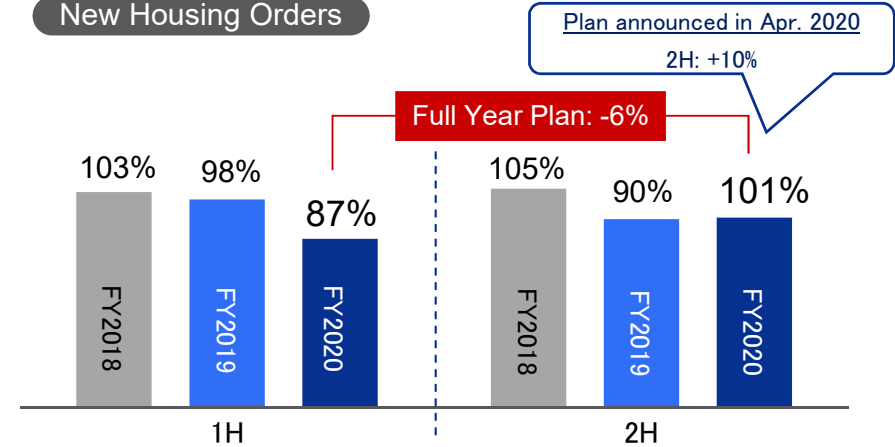 New Housing Orders
Plan announced in Apr. 2020
2H: +10%
Full Year Plan: -6%
103%
98%
87%
105%
90%
101%
FY2018
FY2019
FY2020
FY2018
FY2019
FY2020
1H
2H